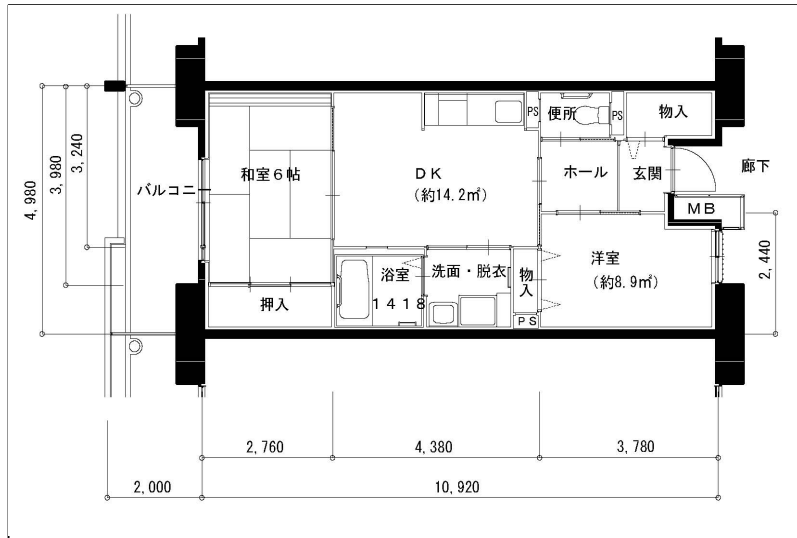 便所
PS
PS
物入
和室6帖
DK
(約14.2㎡)
ホール
玄関
廊下
バルコニー
MB
洋室
(約8.9㎡)
浴室
1418
洗面・脱衣
物入
押入
PS
4,980
3,980
3,240
2,440
2,760
4,380
3,780
2,000
10,920